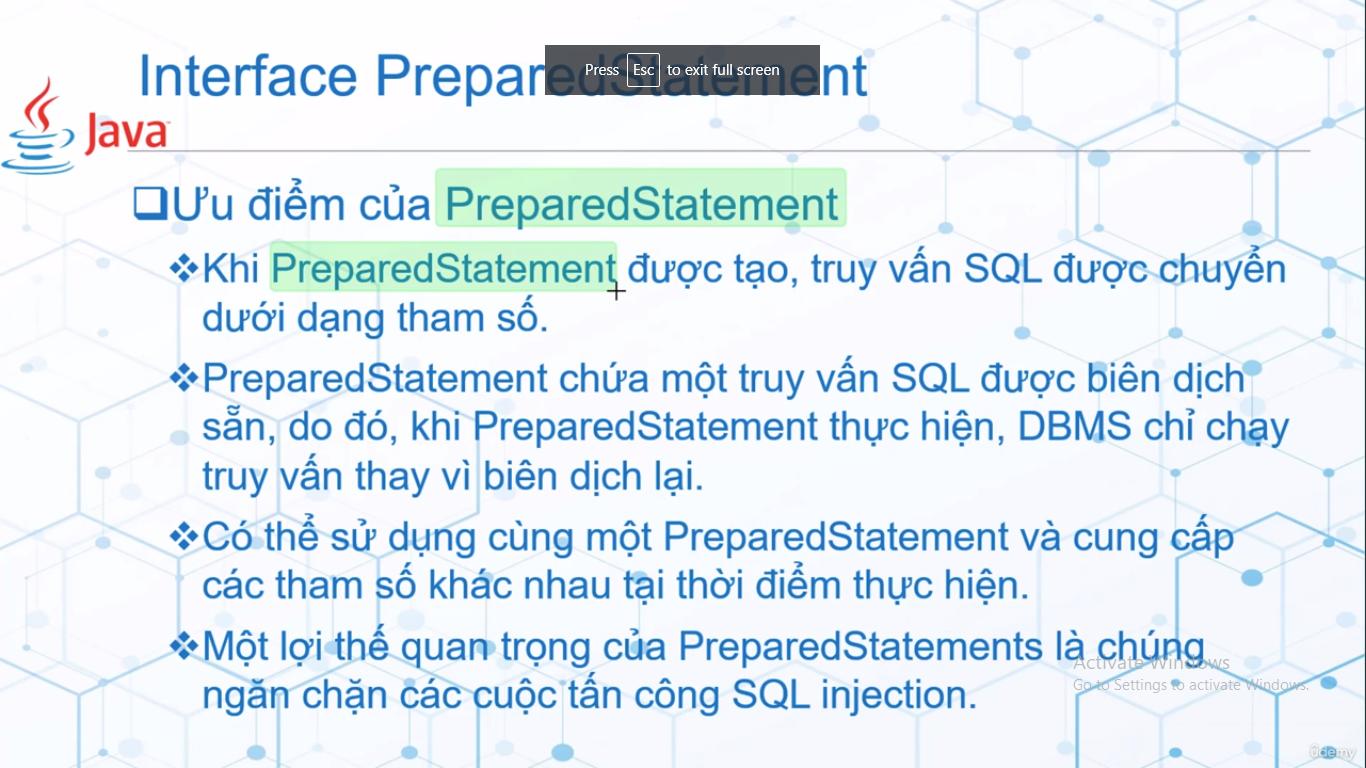 Interface PreparedStatement
Press Esc to exit full screen
Java
Ưu điểm của PreparedStatement
Khi PreparedStatement được tạo, truy vấn SQL được chuyển
dưới dạng tham số.
PreparedStatement chứa một truy vấn SQL được biên dịch
sẵn, do đó, khi PreparedStatement thực hiện, DBMS chỉ chạy
truy vấn thay vì biên dịch lại.
Có thể sử dụng cùng một PreparedStatement và cung cấp
các tham số khác nhau tại thời điểm thực hiện.
Một lợi thế quan trọng của PreparedStatements là chúng
ngăn chặn các cuộc tấn công SQL injection.
Activate Windows
Go to Settings to activate Windows.
ûdemy